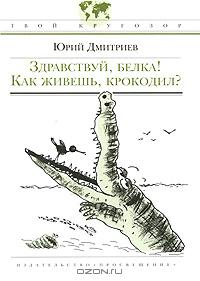 ТВОЙ КРУГОЗОР
ЮРИЙ ДМИТРИЕВ
ЗДРАВСТВУЙ, БЕЛКА!
КАК ЖИВЕШЬ, КРОКОДИЛ?
ИЗДАТЕЛЬСТВО «ПРОСВЕЩЕНИЕ»
OZON.ru